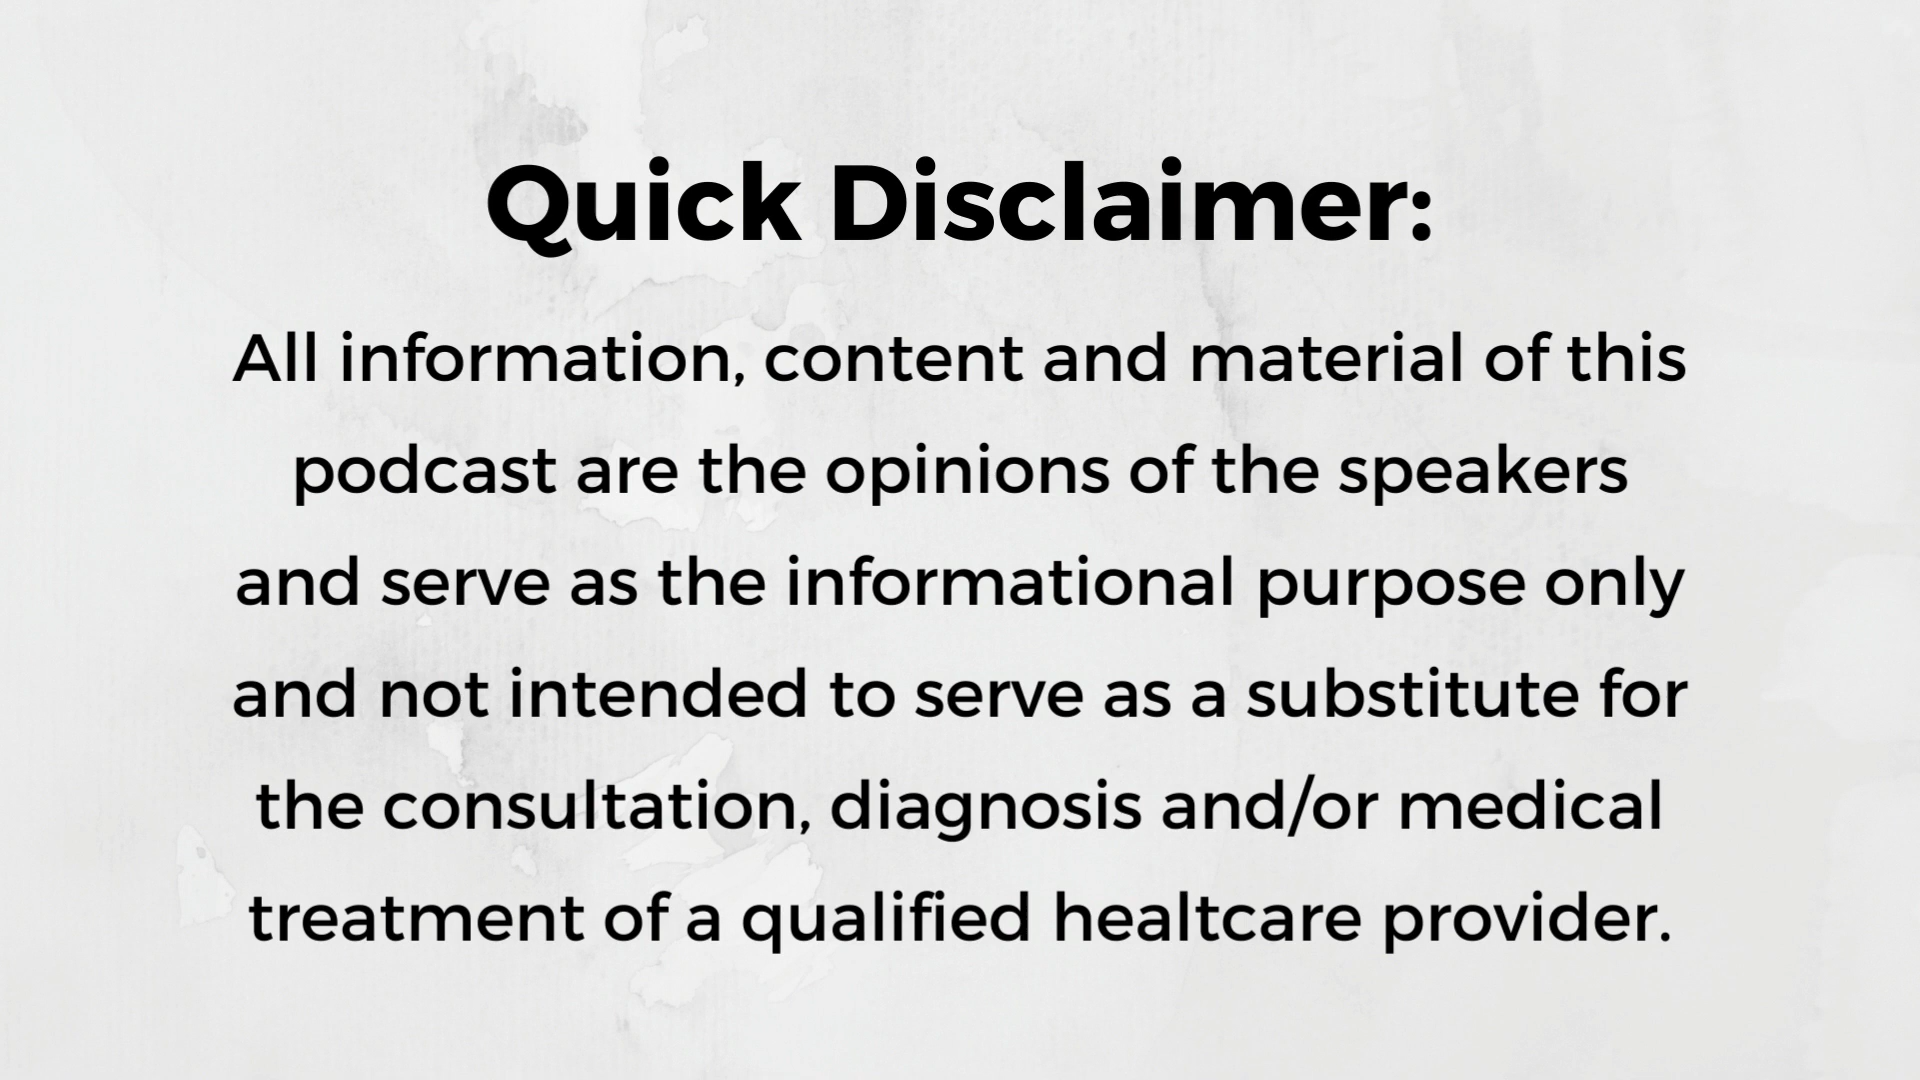 Quick Disclaimer:
All information, content and material of this
podcast are the opinions of the speakers
and serve as the informational purpose only
and not intended to serve as a substitute for
the consultation, diagnosis and/or medical
treatment of a qualified healtcare provider.